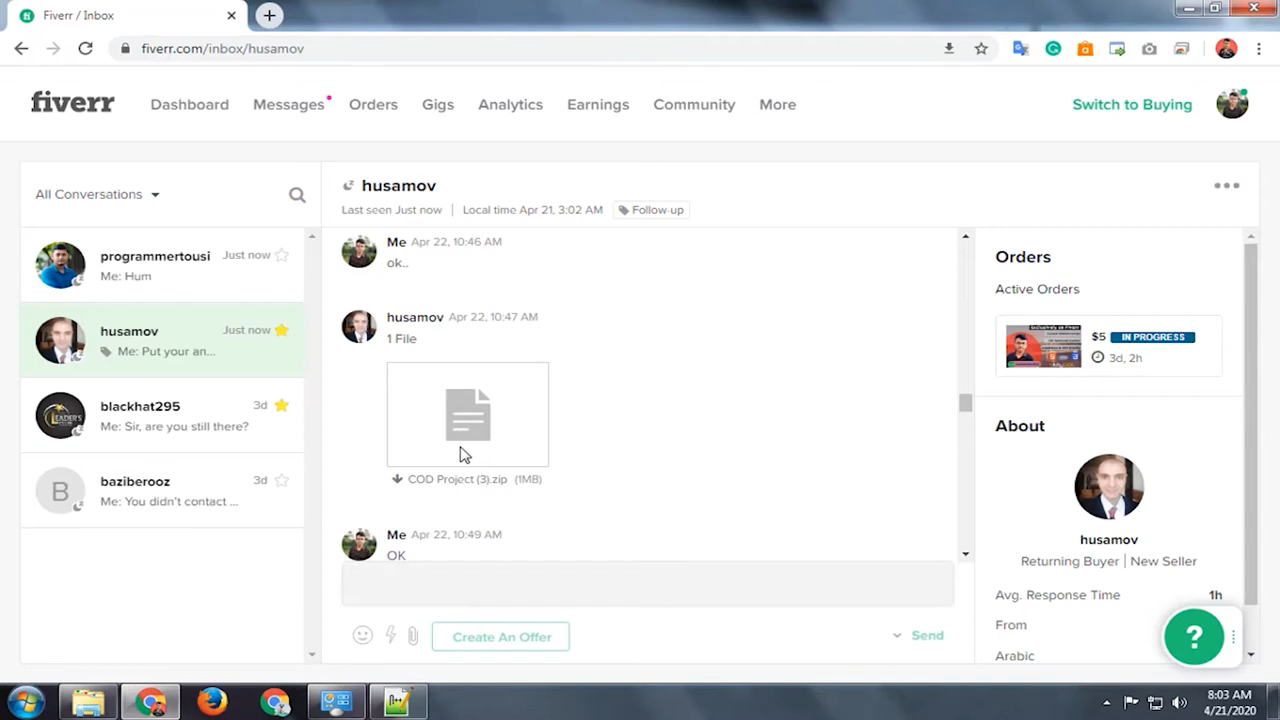 Fiverr / Inbox
fiverr.com/inbox/husamov
fiverr Dashboard Messages Orders Gigs Analytics Earnings Community More Switch to Buying
All Conversations
programmertousi Just now
Me: Hum
husamov Just now
Me: Put your an...
blackhat295 3d
Me: Sir, are you still there?
B
baziberooz 3d
Me: You didn't contact ...
husamov
Last seen Just now | Local time Apr 21, 3:02 AM Follow-up
Me Apr 22, 10:46 AM
ok..
husamov Apr 22, 10:47 AM
1 File
COD Project (3).zip (1MB)
Me Apr 22, 10:49 AM
OK
Create An Offer
Send
Orders
Active Orders
$5 IN PROGRESS
3d, 2h
About
husamov
Returning Buyer | New Seller
Avg. Response Time 1h
From
Arabic
?
8:03 AM
4/21/2020